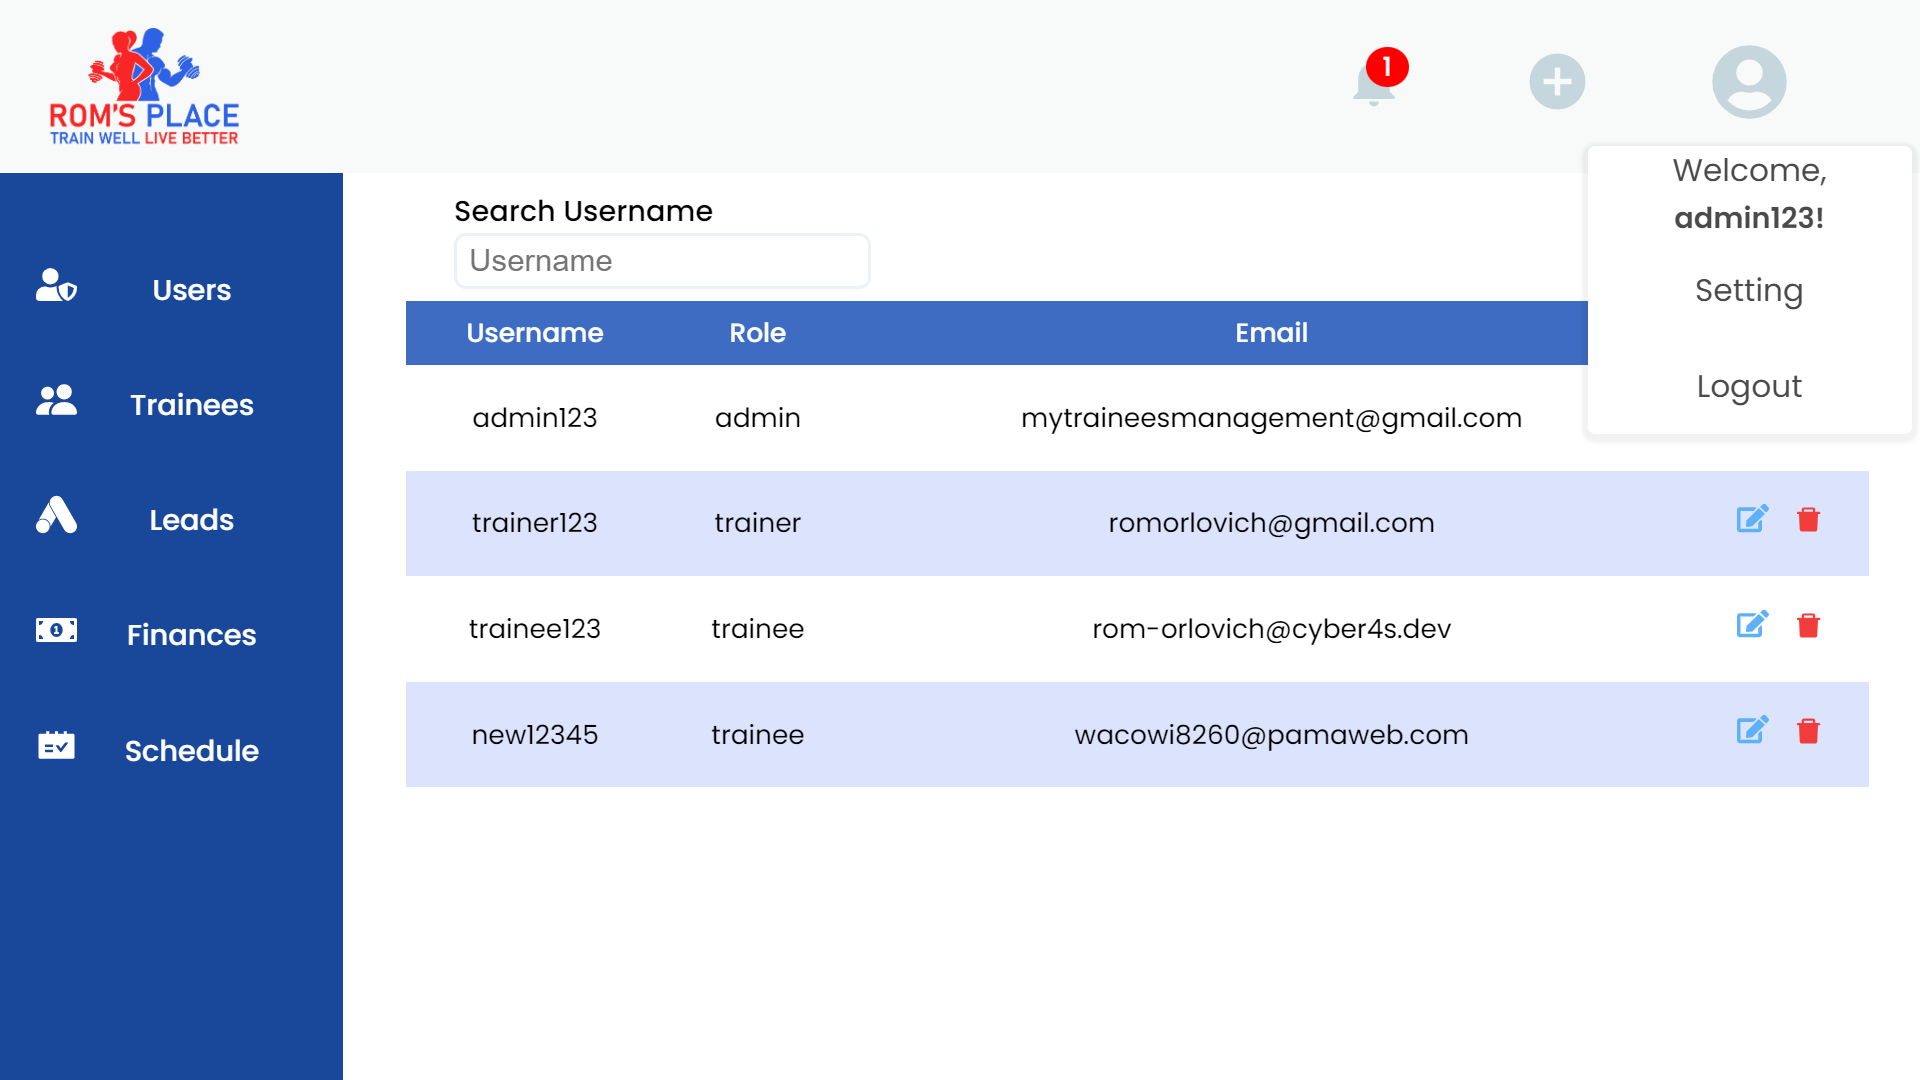 ROM'S PLACE
TRAIN WELL LIVE BETTER
1
Welcome,
admin123!
Setting
Logout
Users
Trainees
Leads
Finances
Schedule
Search Username
Username
Username Role Email
admin123 admin mytraineesmanagement@gmail.com
trainer123 trainer romorlovich@gmail.com
trainee123 trainee rom-orlovich@cyber4s.dev
new12345 trainee wacowi8260@pamaweb.com